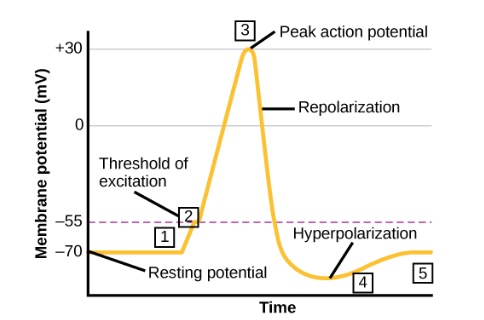 3
Peak action potential
+30
Repolarization
0
Threshold of
excitation
2
–55
1
Hyperpolarization
–70
Resting potential
4
5
Membrane potential (mV)
Time